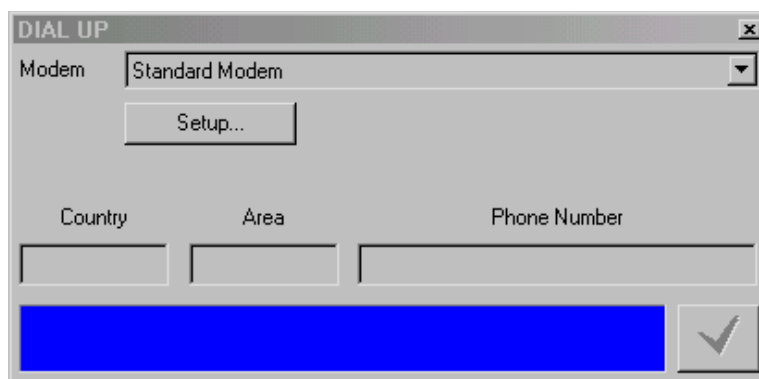 DIAL UP
Modem Standard Modem
Setup...
Country Area Phone Number